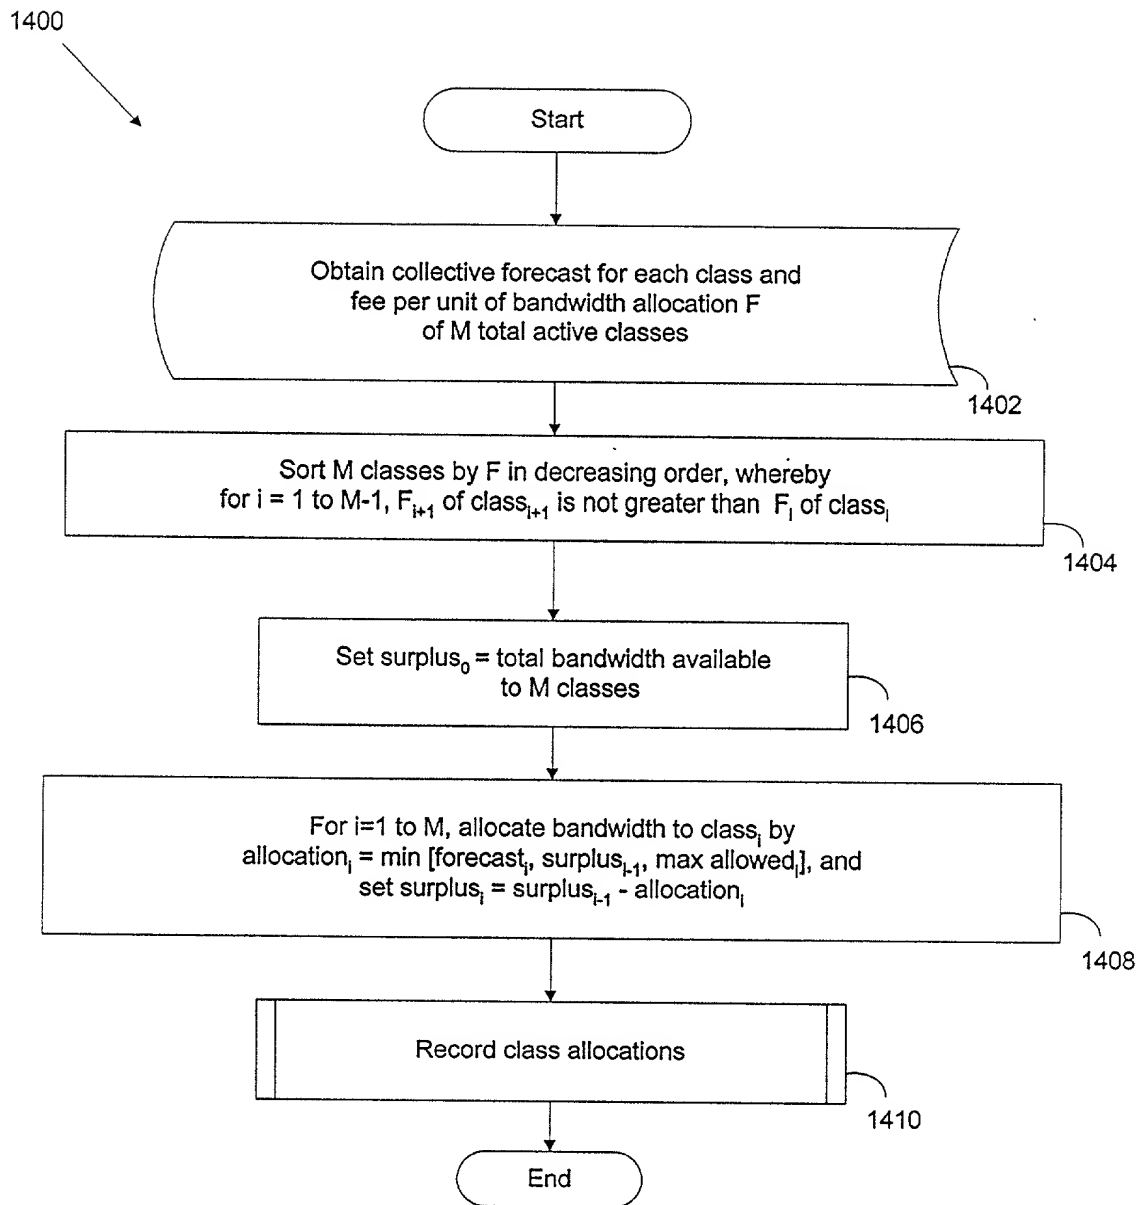 1400
Start
Obtain collective forecast for each class and
fee per unit of bandwidth allocation F
of M total active classes
1402
Sort M classes by F in decreasing order, whereby
for i = 1 to M-1, Fi+1 of classi+1 is not greater than Fi of classi
1404
Set surplus0 = total bandwidth available
to M classes
1406
For i=1 to M, allocate bandwidth to classi by
allocationi = min [forecasti, surplusi-1, max allowedi], and
set surplusi = surplusi-1 - allocationi
1408
Record class allocations
1410
End